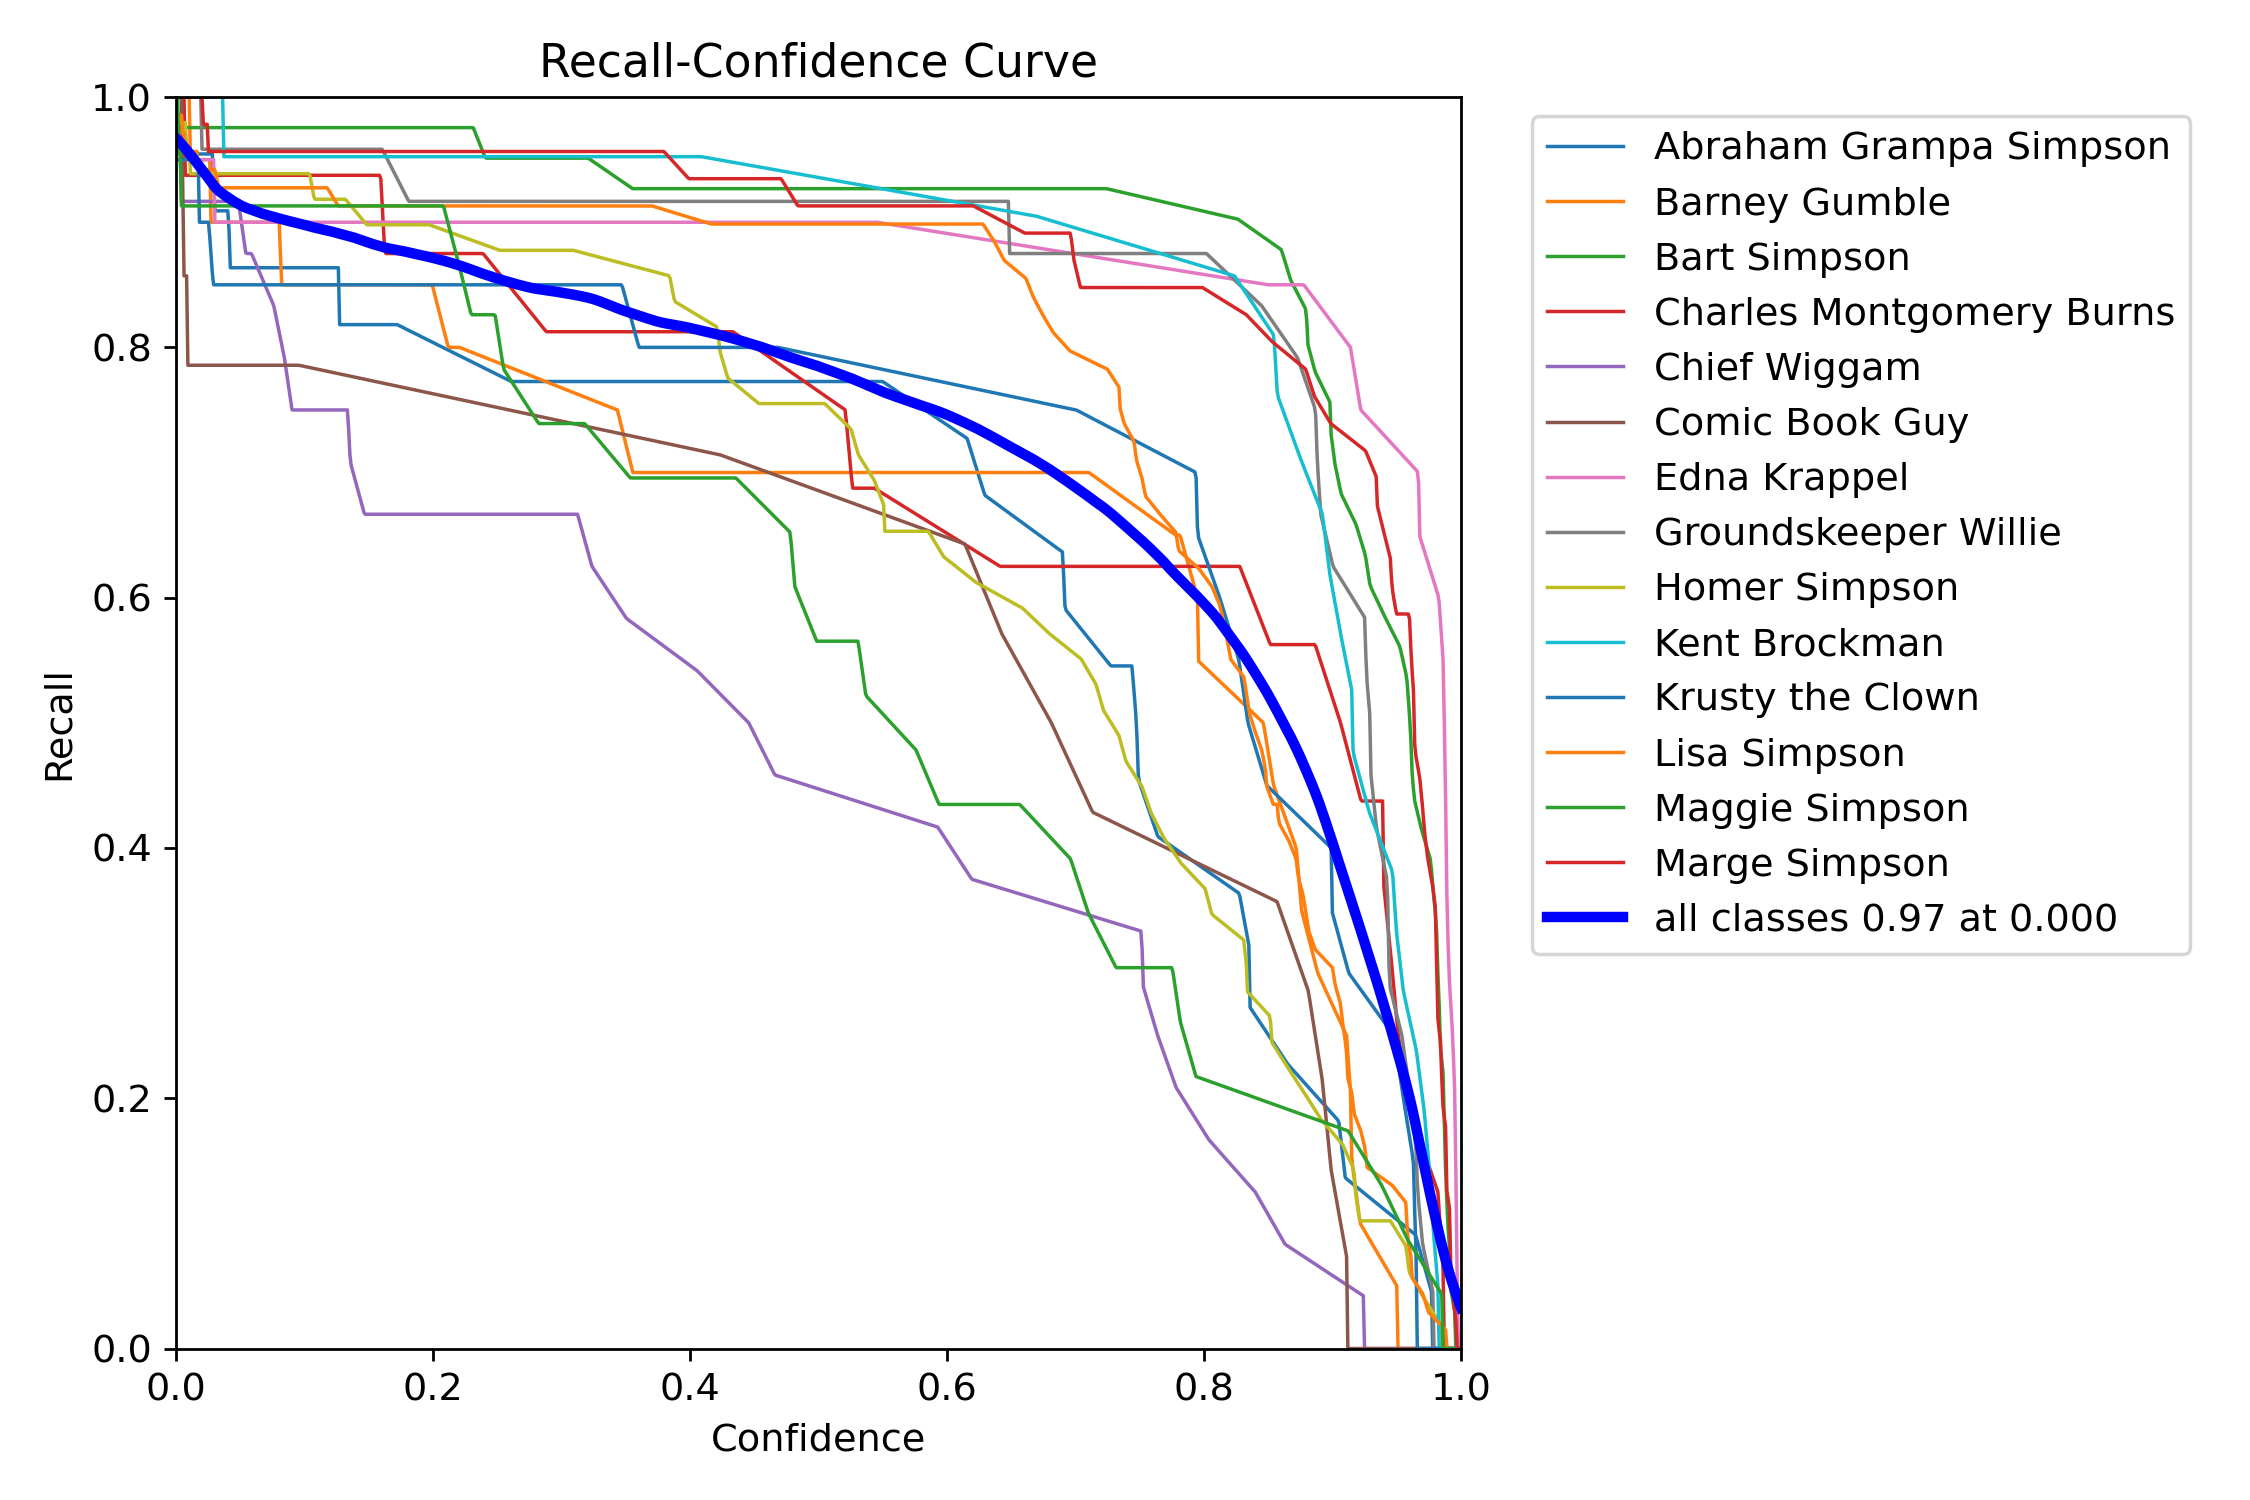 Recall-Confidence Curve
1.0
0.8
0.6
0.4
0.2
0.0
Recall
0.0 0.2 0.4 0.6 0.8 1.0
Confidence
Abraham Grampa Simpson
Barney Gumble
Bart Simpson
Charles Montgomery Burns
Chief Wiggam
Comic Book Guy
Edna Krappel
Groundskeeper Willie
Homer Simpson
Kent Brockman
Krusty the Clown
Lisa Simpson
Maggie Simpson
Marge Simpson
all classes 0.97 at 0.000